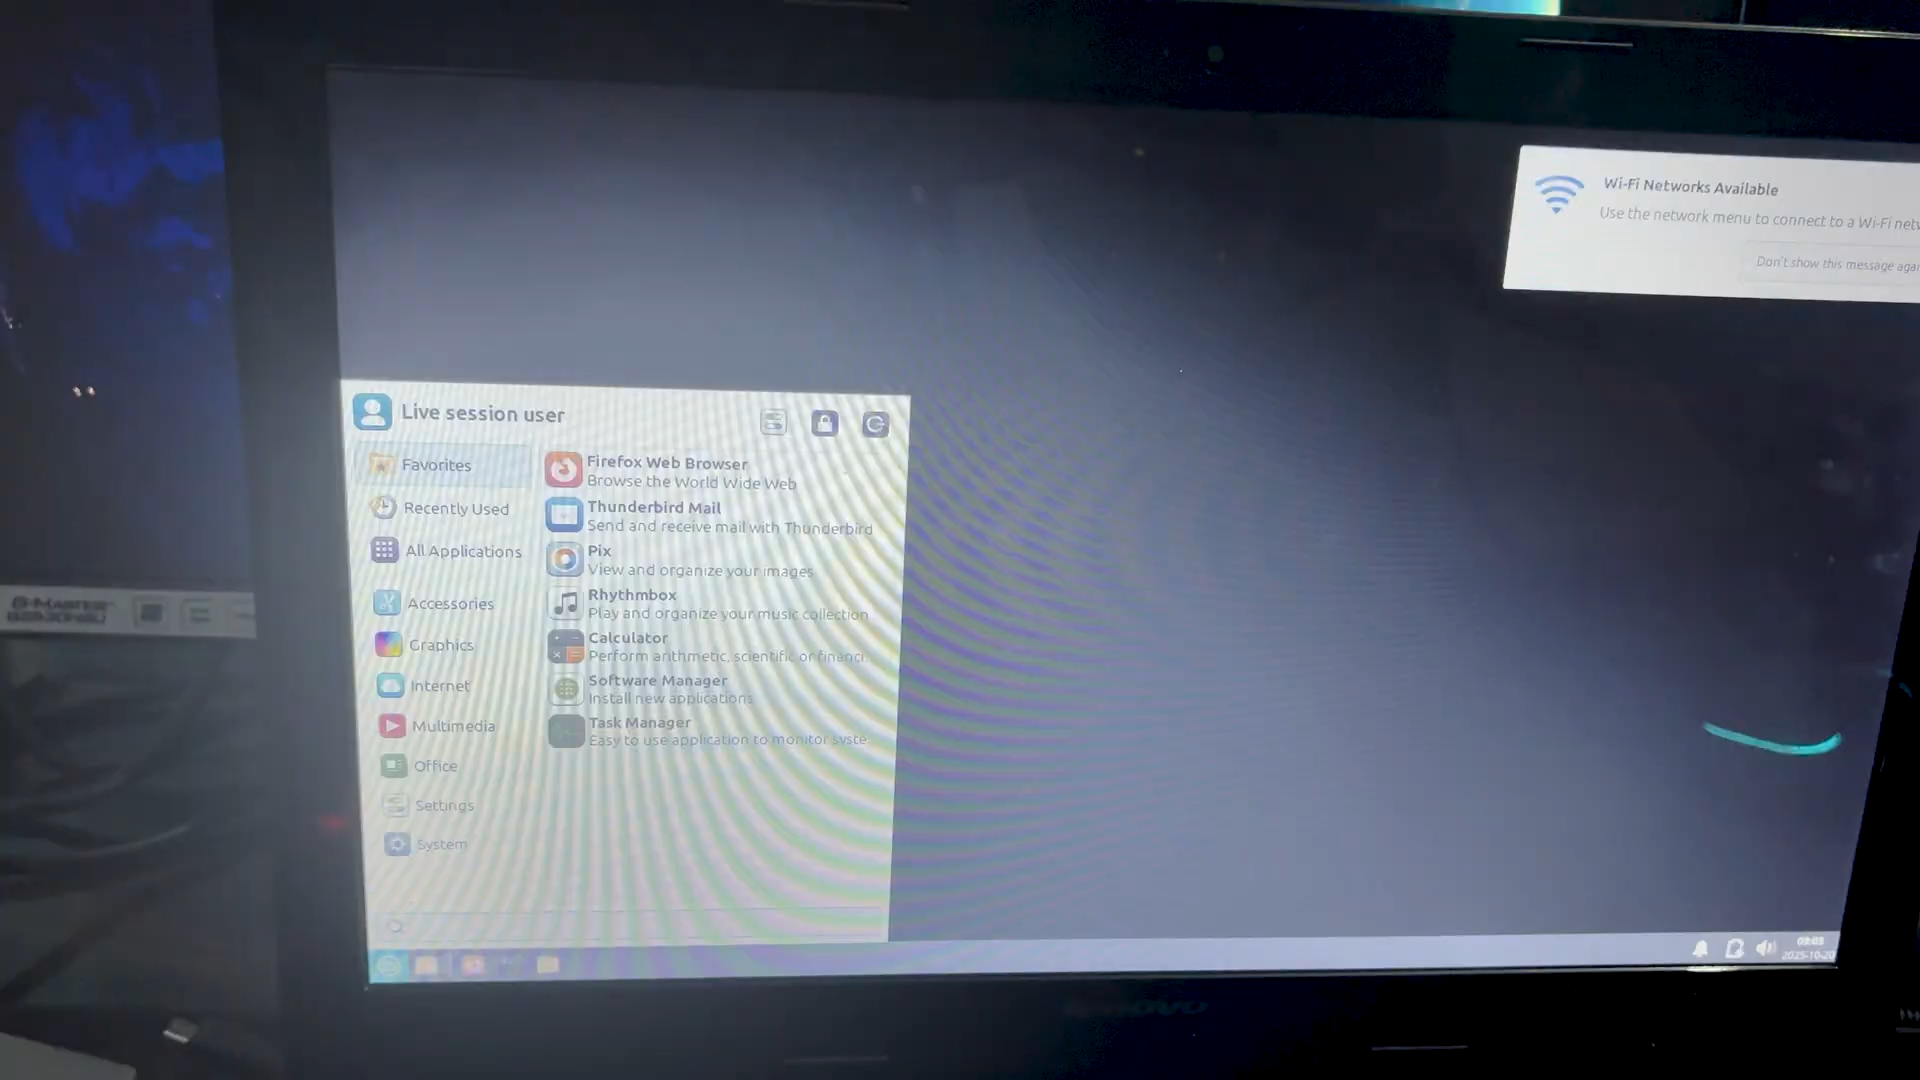 Wi-Fi Networks Available
Use the network menu to connect to a Wi-Fi
Don't show this message
Live session user
Favorites
Recently Used
All Applications
Accessories
Graphics
Internet
Multimedia
Office
Settings
System
Firefox Web Browser
Browse the World Wide Web
Thunderbird Mail
Send and receive mail with Thunderbird
Pix
View and organize your images
Rhythmbox
Play and organize your music collection
Calculator
Perform arithmetic, scientific or financi...
Software Manager
Install new applications
Task Manager
Easy to use application to monitor syste...
2025-10-20